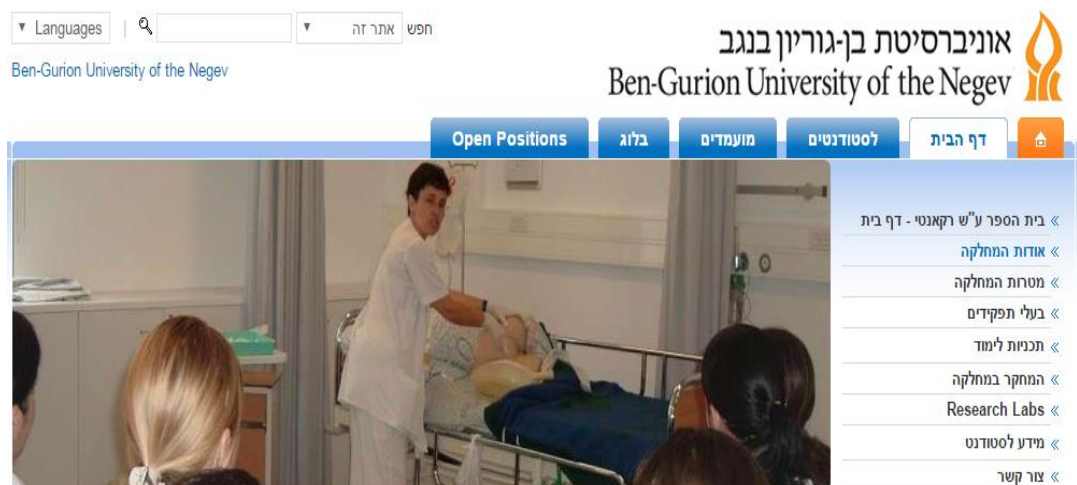 אוניברסיטת בן-גוריון בנגב
Ben-Gurion University of the Negev
חפש אתר זה
Languages
Ben-Gurion University of the Negev
דף הבית
לסטודנטים
מועמדים
בלוג
Open Positions
בית הספר ע"ש רקאנטי - דף בית
אודות המחלקה
מטרות המחלקה
בעלי תפקידים
תכניות לימוד
המחקר במחלקה
Research Labs
מידע לסטודנט
צור קשר